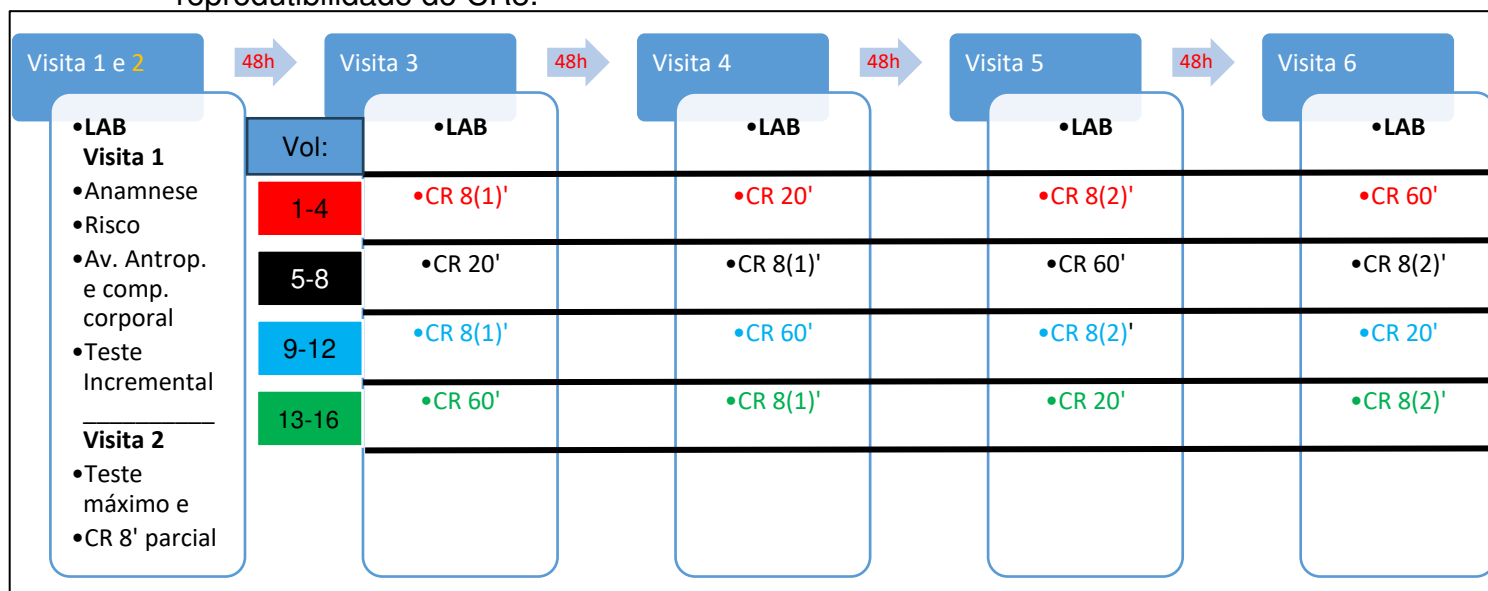 reprodutibilidade do CR8.
Visita 1 e 2
48h
Visita 3
48h
Visita 4
48h
Visita 5
48h
Visita 6
•LAB
Visita 1
•Anamnese
•Risco
•Av. Antrop.
e comp.
corporal
•Teste
Incremental
___________
Visita 2
•Teste
máximo e
•CR 8' parcial
Vol:
•LAB
•LAB
•LAB
•LAB
1-4
•CR 8(1)'
•CR 20'
•CR 8(2)'
•CR 60'
5-8
•CR 20'
•CR 8(1)'
•CR 60'
•CR 8(2)'
9-12
•CR 8(1)'
•CR 60'
•CR 8(2)'
•CR 20'
13-16
•CR 60'
•CR 8(1)'
•CR 20'
•CR 8(2)'